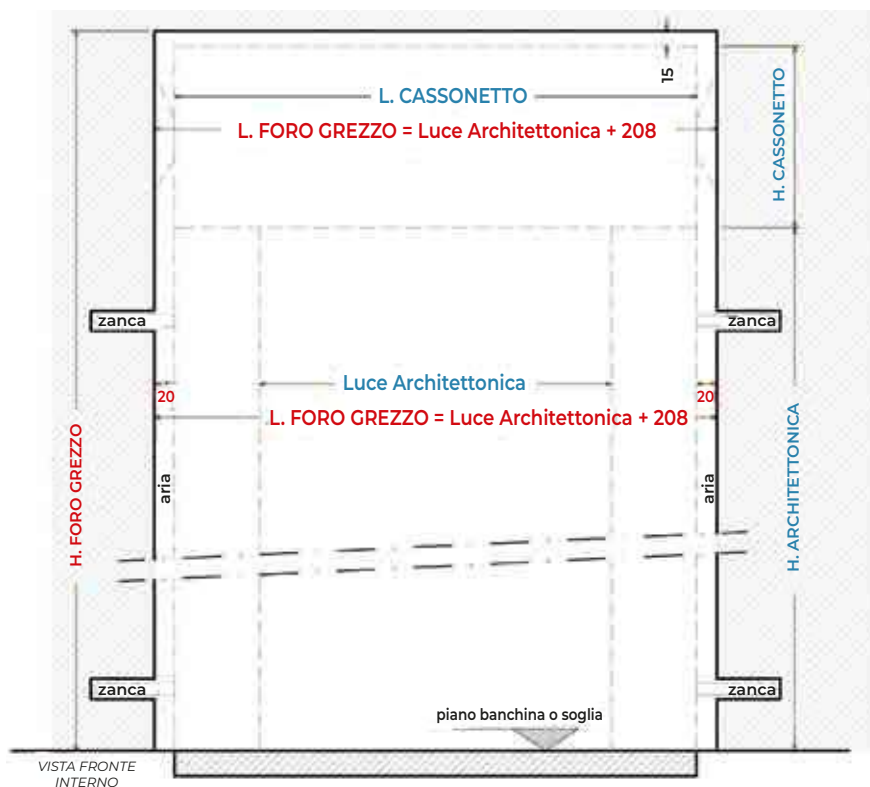 15
L. CASSONETTO
L. FORO GREZZO = Luce Architettonica + 208
H. CASSONETTO
zanca
zanca
Luce Architettonica
20
20
L. FORO GREZZO = Luce Architettonica + 208
H. FORO GREZZO
aria
aria
H. ARCHITETTONICA
zanca
zanca
piano banchina o soglia
VISTA FRONTE
INTERNO